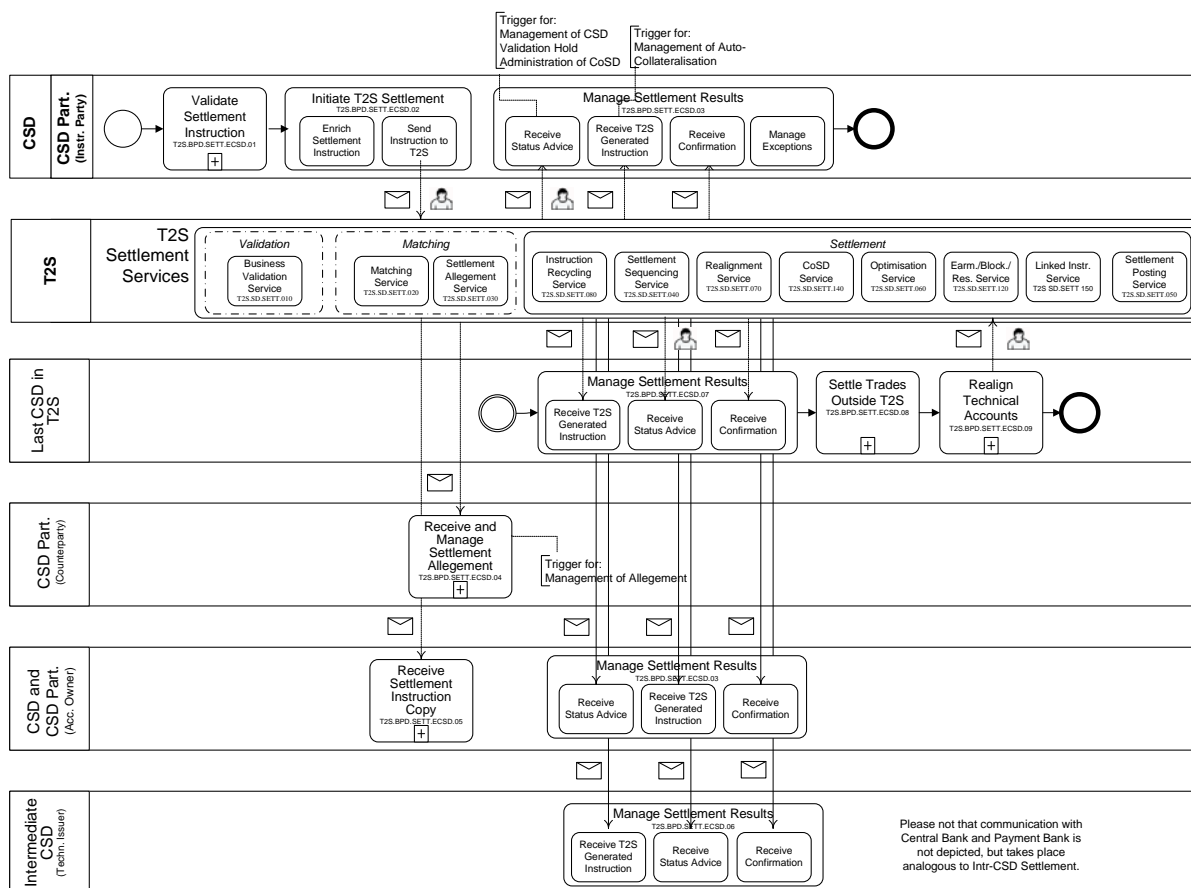 Trigger for:
Management of CSD
Validation Hold
Administration of CoSD
Trigger for:
Management of Auto-
Collateralisation
CSD
CSD Part.
(Instr. Party)
Validate
Settlement
Instruction
T2S.BPD.SETT.ECSD.01
+
Initiate T2S Settlement
T2S.BPD.SETT.ECSD.02
Enrich
Settlement
Instruction
Send
Instruction to
T2S
Manage Settlement Results
T2S.BPD.SETT.ECSD.03
Receive
Status Advice
Receive T2S
Generated
Instruction
Receive
Confirmation
Manage
Exceptions
T2S
T2S
Settlement
Services
Validation
Business
Validation
Service
T2S.SD.SETT.010
Matching
Matching
Service
T2S.SD.SETT.020
Settlement
Allegement
Service
T2S.SD.SETT.030
Settlement
Instruction
Recycling
Service
T2S.SD.SETT.080
Settlement
Sequencing
Service
T2S.SD.SETT.040
Realignment
Service
T2S.SD.SETT.070
CoSD
Service
T2S.SD.SETT.140
Optimisation
Service
T2S.SD.SETT.060
Earm./Block./
Res. Service
T2S.SD.SETT.120
Linked Instr.
Service
T2S SD.SETT 150
Settlement
Posting
Service
T2S.SD.SETT.050
Last CSD in
T2S
Manage Settlement Results
T2S.BPD.SETT.ECSD.07
Receive T2S
Generated
Instruction
Receive
Status Advice
Receive
Confirmation
Settle Trades
Outside T2S
T2S.BPD.SETT.ECSD.08
+
Realign
Technical
Accounts
T2S.BPD.SETT.ECSD.09
+
CSD Part.
(Counterparty)
Receive and
Manage
Settlement
Allegement
T2S.BPD.SETT.ECSD.04
+
Trigger for:
Management of Allegement
CSD and
CSD Part.
(Acc. Owner)
Receive
Settlement
Instruction
Copy
T2S.BPD.SETT.ECSD.05
+
Manage Settlement Results
T2S.BPD.SETT.ECSD.03
Receive
Status Advice
Receive T2S
Generated
Instruction
Receive
Confirmation
Intermediate
CSD
(Techn. Issuer)
Manage Settlement Results
T2S.BPD.SETT.ECSD.06
Receive T2S
Generated
Instruction
Receive
Status Advice
Receive
Confirmation
Please not that communication with
Central Bank and Payment Bank is
not depicted, but takes place
analogous to Intr-CSD Settlement.